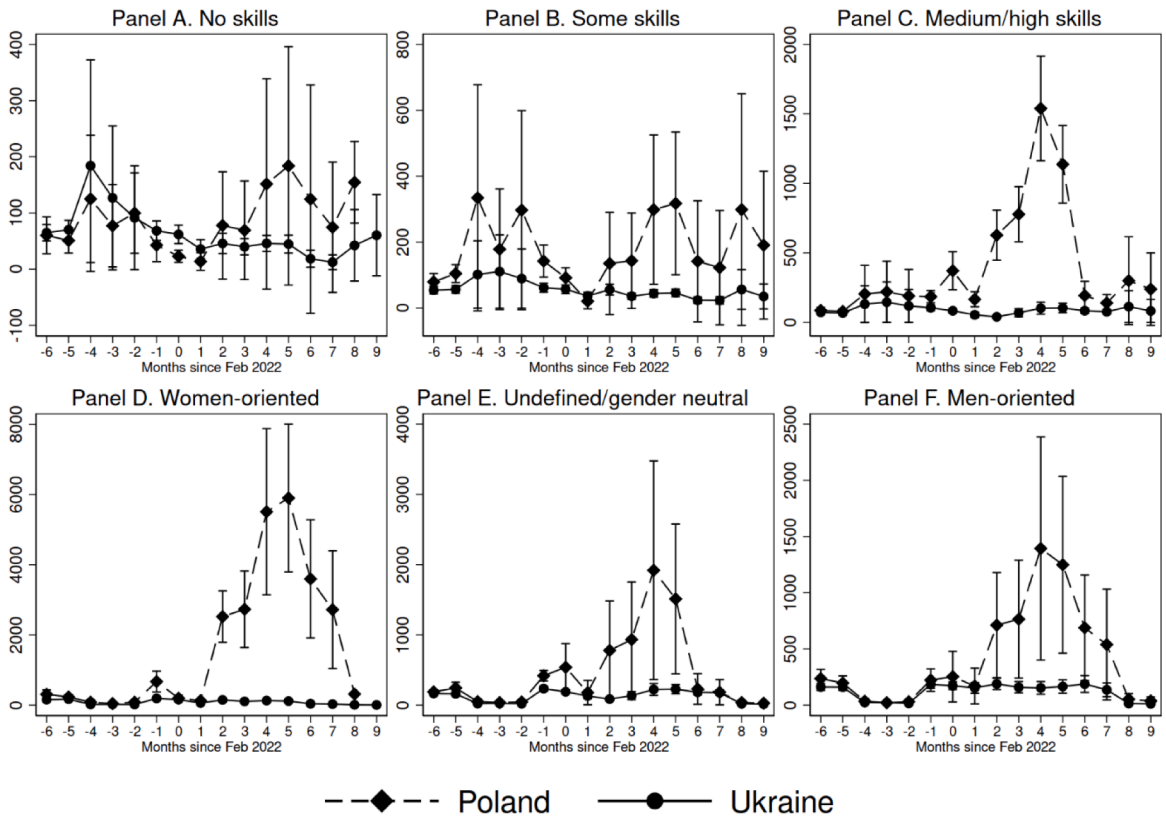 Panel A. No skills
400
300
200
100
0
-100
-6 -5 -4 -3 -2 -1 0 1 2 3 4 5 6 7 8 9
Months since Feb 2022
Panel B. Some skills
800
600
400
200
0
-6 -5 -4 -3 -2 -1 0 1 2 3 4 5 6 7 8 9
Months since Feb 2022
Panel C. Medium/high skills
2000
1500
1000
500
0
-6 -5 -4 -3 -2 -1 0 1 2 3 4 5 6 7 8 9
Months since Feb 2022
Panel D. Women-oriented
8000
6000
4000
2000
0
-6 -5 -4 -3 -2 -1 0 1 2 3 4 5 6 7 8 9
Months since Feb 2022
Panel E. Undefined/gender neutral
4000
3000
2000
1000
0
-6 -5 -4 -3 -2 -1 0 1 2 3 4 5 6 7 8 9
Months since Feb 2022
Panel F. Men-oriented
2500
2000
1500
1000
500
0
-6 -5 -4 -3 -2 -1 0 1 2 3 4 5 6 7 8 9
Months since Feb 2022
Poland Ukraine